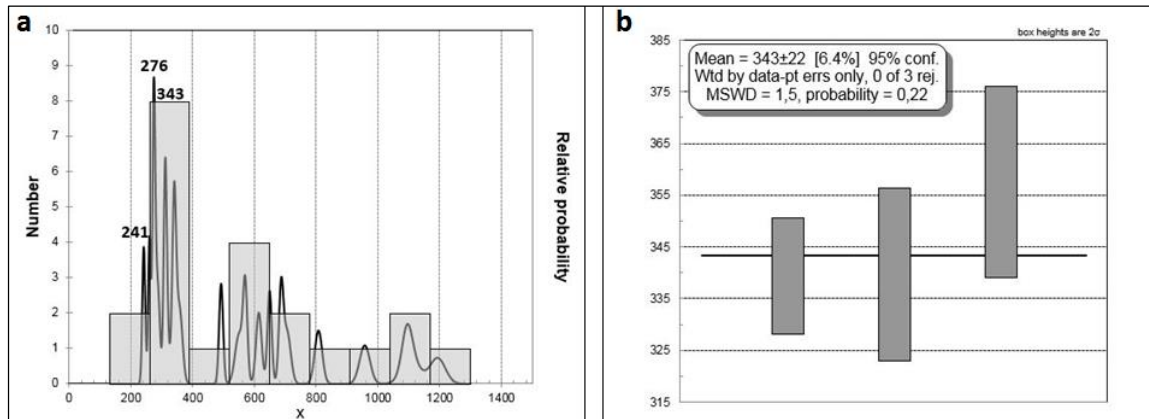 a
10
9
8
7
6
5
4
3
2
1
0
Number
276
343
241
Relative probability
0 200 400 600 800 1000 1200 1400
X
b
box heights are 2σ
385
375
365
355
345
335
325
315
Mean = 343±22 [6.4%] 95% conf.
Wtd by data-pt errs only, 0 of 3 rej.
MSWD = 1,5, probability = 0,22